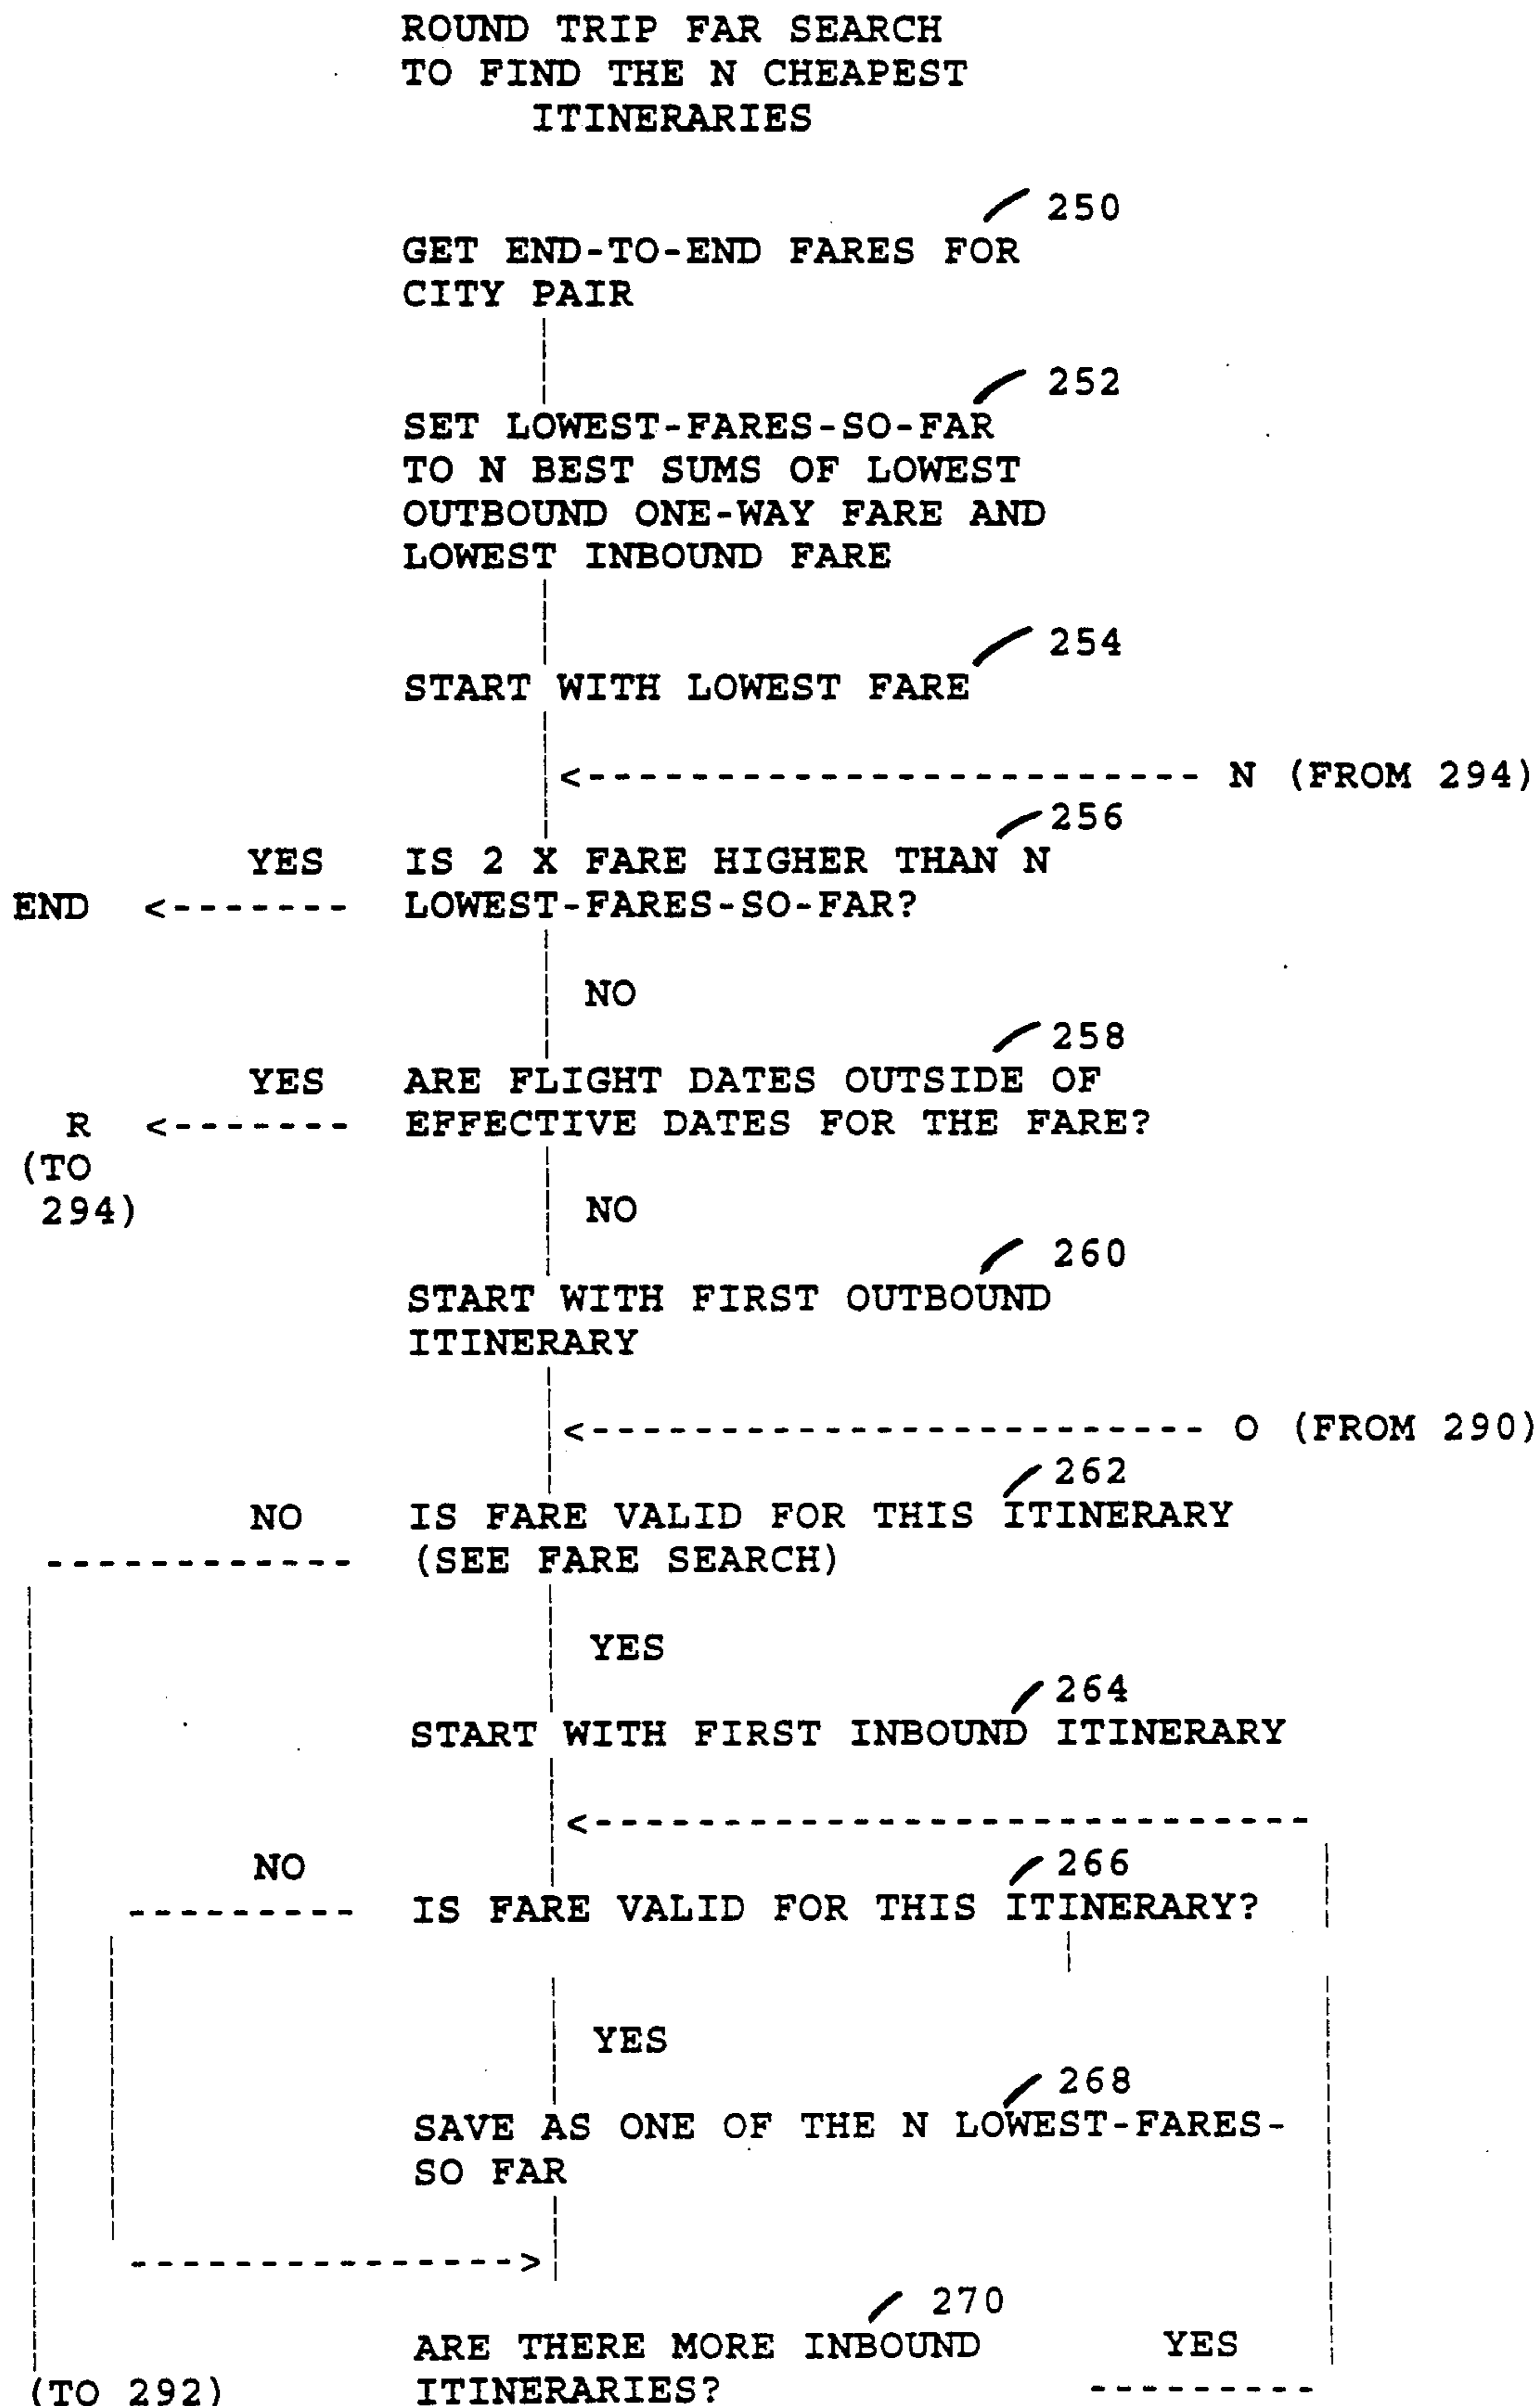 ROUND TRIP FAR SEARCH
TO FIND THE N CHEAPEST
ITINERARIES
250
GET END-TO-END FARES FOR
CITY PAIR
252
SET LOWEST-FARES-SO-FAR
TO N BEST SUMS OF LOWEST
OUTBOUND ONE-WAY FARE AND
LOWEST INBOUND FARE
254
START WITH LOWEST FARE
N (FROM 294)
256
YES IS 2 X FARE HIGHER THAN N
END LOWEST-FARES-SO-FAR?
NO
258
YES ARE FLIGHT DATES OUTSIDE OF
R EFFECTIVE DATES FOR THE FARE?
(TO
294)
NO
260
START WITH FIRST OUTBOUND
ITINERARY
O (FROM 290)
262
NO IS FARE VALID FOR THIS ITINERARY
(SEE FARE SEARCH)
YES
264
START WITH FIRST INBOUND ITINERARY
266
NO
IS FARE VALID FOR THIS ITINERARY?
YES
268
SAVE AS ONE OF THE N LOWEST-FARES-
SO FAR
270
ARE THERE MORE INBOUND YES
(TO 292) ITINERARIES?